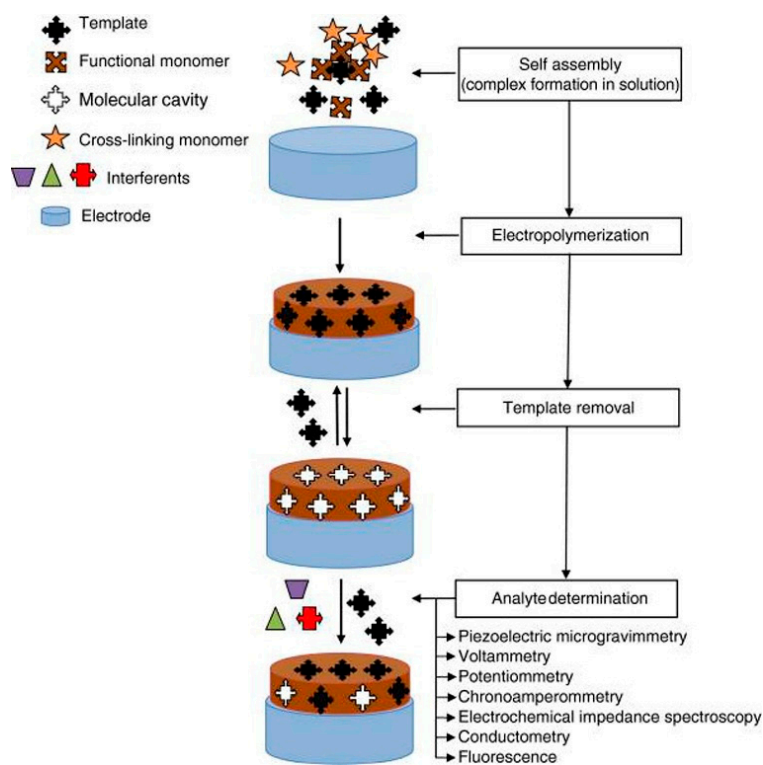 Template
Functional monomer
Molecular cavity
Cross-linking monomer
Interferents
Electrode
Self assembly
(complex formation in solution)
Electropolymerization
Template removal
Analyte determination
Piezoelectric microgravimmetry
Voltammetry
Potentiommetry
Chronoamperommetry
Electrochemical impedance spectroscopy
Conductometry
Fluorescence